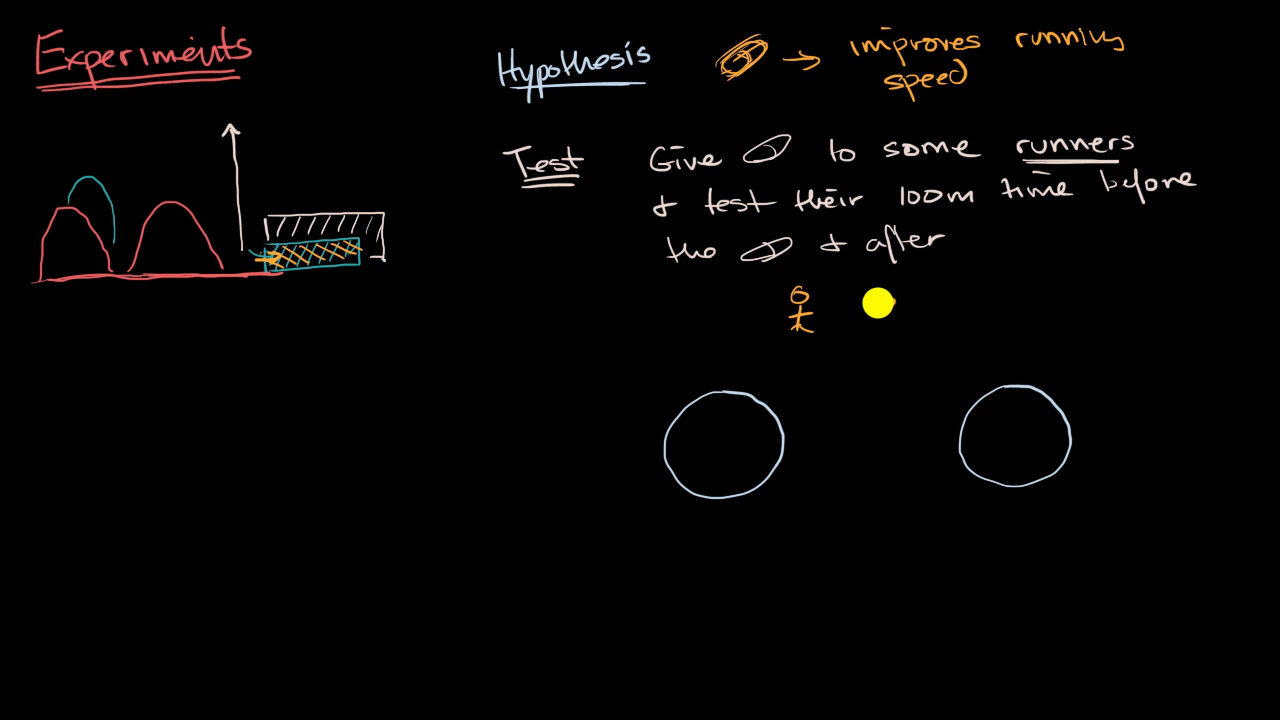 Experiments
Hypothesis → improves running
speed
Test Give to some runners
& test their 100m time before
the & after